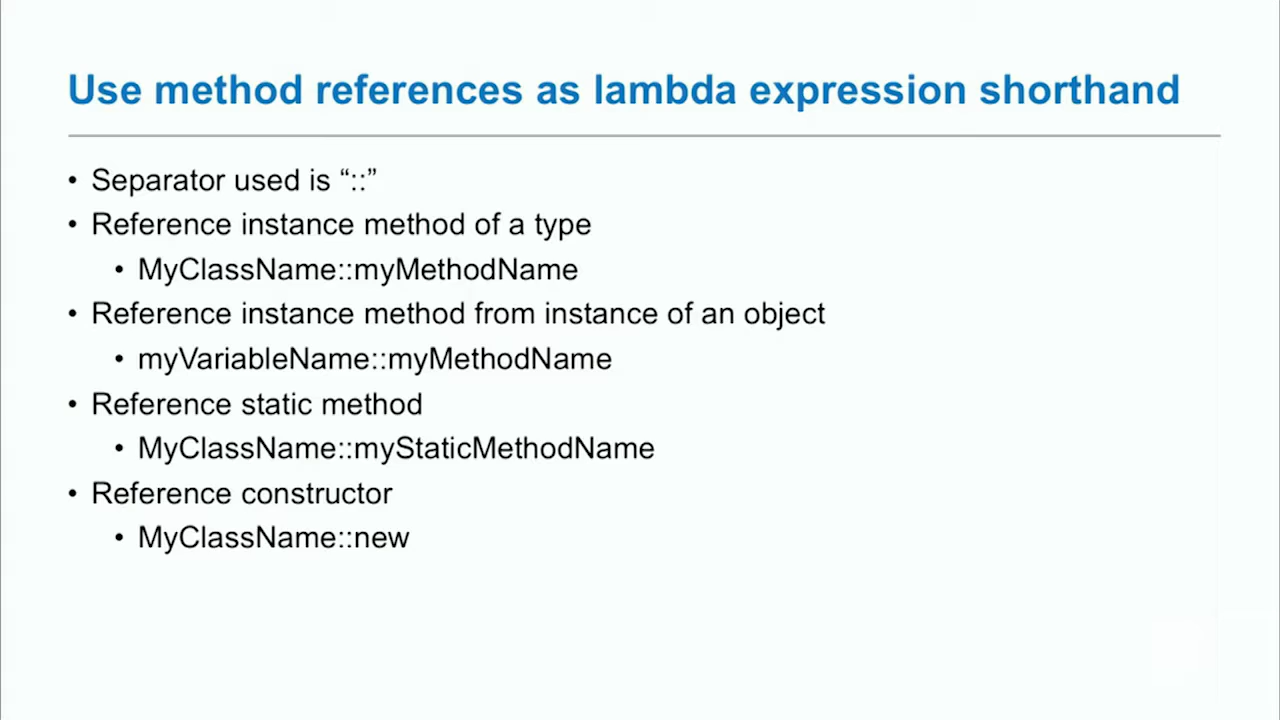 Use method references as lambda expression shorthand
• Separator used is “::”
• Reference instance method of a type
• MyClassName::myMethodName
• Reference instance method from instance of an object
• myVariableName::myMethodName
• Reference static method
• MyClassName::myStaticMethodName
• Reference constructor
• MyClassName::new